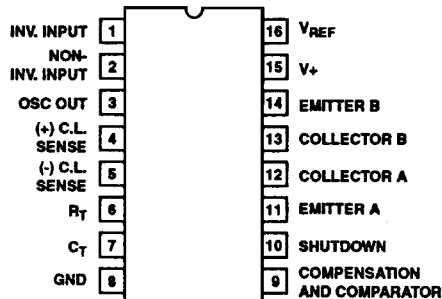 INV. INPUT 1
NON-
INV. INPUT 2
OSC OUT 3
(+) C.L.
SENSE 4
(-) C.L.
SENSE 5
RT 6
CT 7
GND 8
16 VREF
15 V+
14 EMITTER B
13 COLLECTOR B
12 COLLECTOR A
11 EMITTER A
10 SHUTDOWN
9 COMPENSATION
AND COMPARATOR